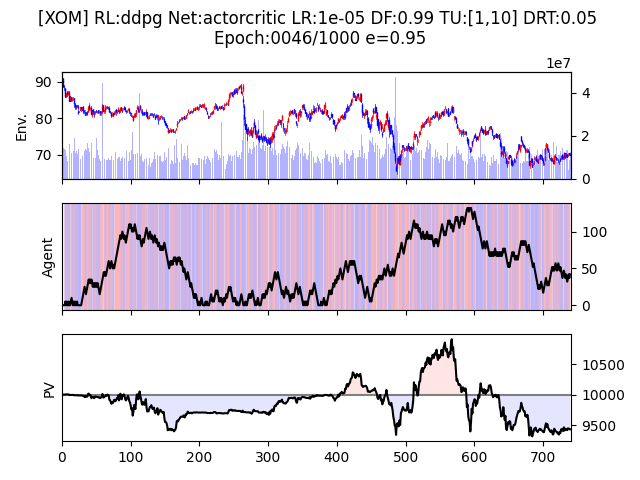 [XOM] RL:ddpg Net:actorcritic LR:1e-05 DF:0.99 TU:[1,10] DRT:0.05
Epoch:0046/1000 e=0.95
1e7
90
80
70
Env.
4
2
0
Agent
100
50
0
PV
10500
10000
9500
0 100 200 300 400 500 600 700